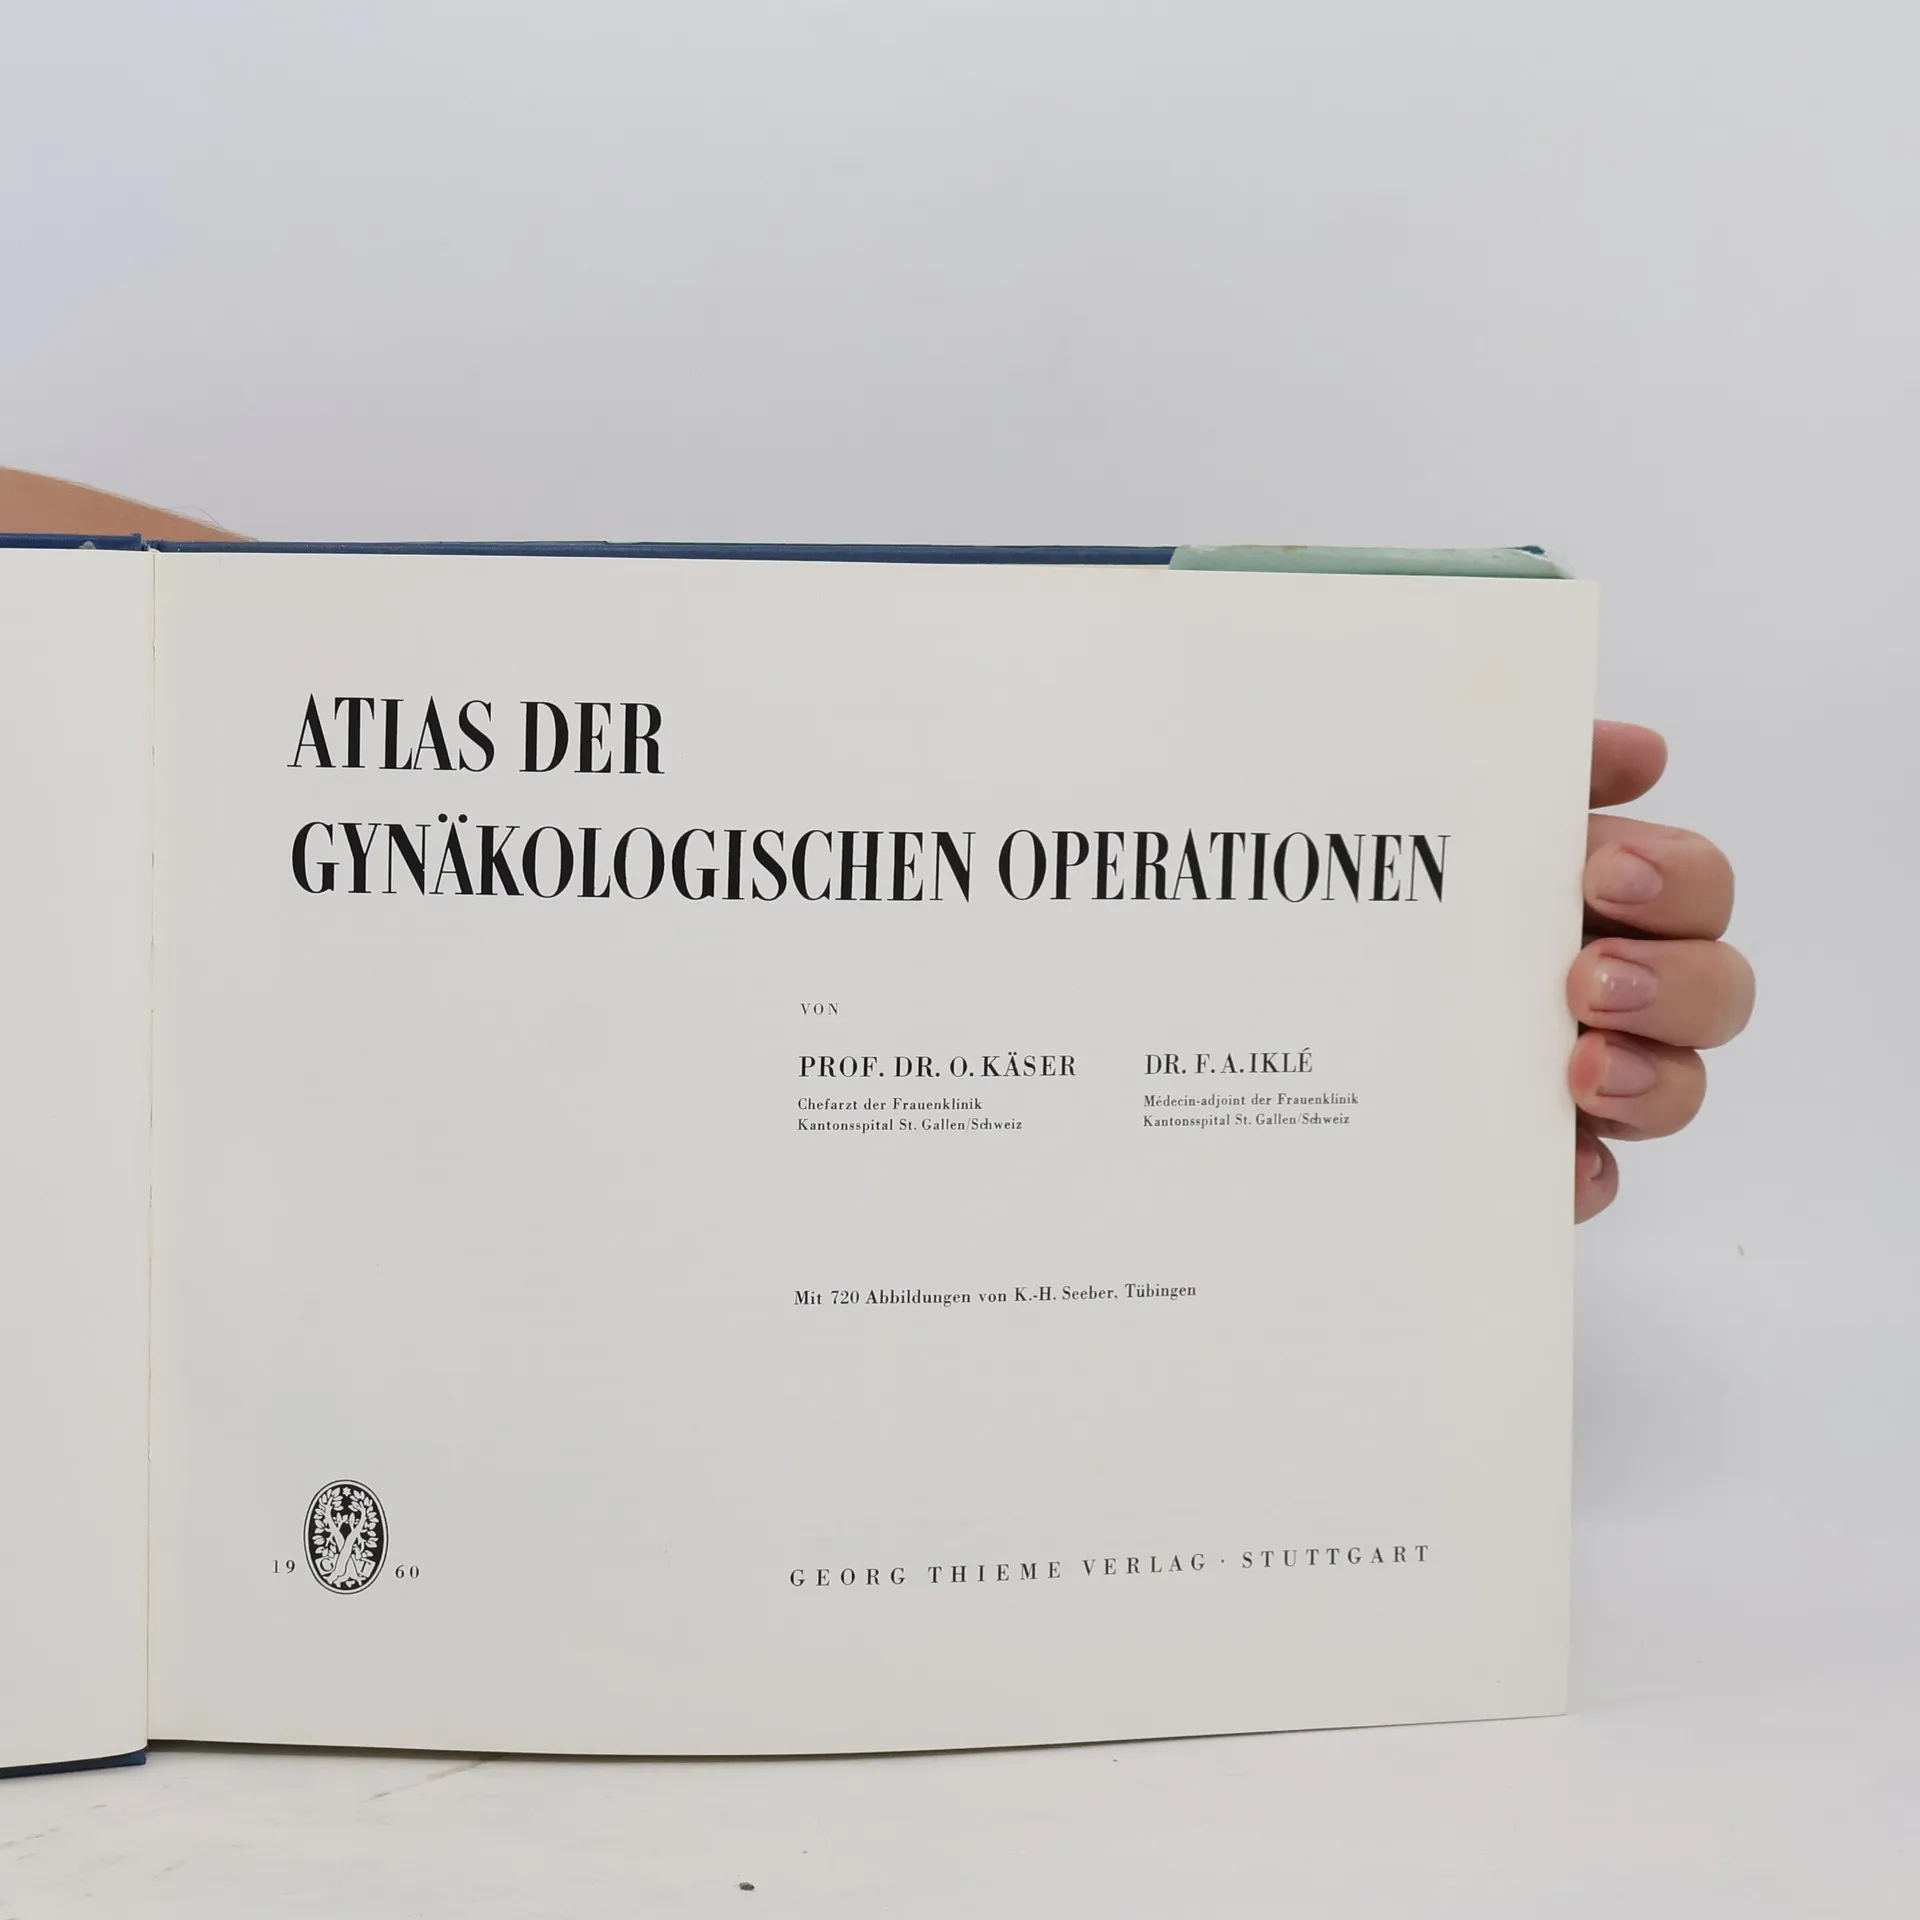 ATLAS DER
GYNÄKOLOGISCHEN OPERATIONEN
VON
PROF. DR. O. KÄSER
Chefarzt der Frauenklinik
Kantonsspital St. Gallen/Schweiz
DR. F. A. IKLÉ
Médecin-adjoint der Frauenklinik
Kantonsspital St. Gallen/Schweiz
Mit 720 Abbildungen von K.-H. Seeber, Tübingen
19 G T 60
GEORG THIEME VERLAG · STUTTGART